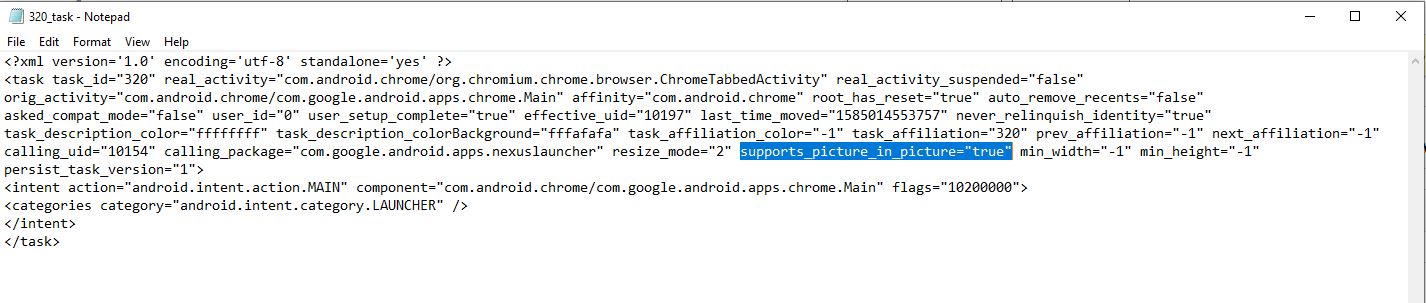 320_task - Notepad
File Edit Format View Help
<?xml version='1.0' encoding='utf-8' standalone='yes' ?>
<task task_id="320" real_activity="com.android.chrome/org.chromium.chrome.browser.ChromeTabbedActivity" real_activity_suspended="false"
orig_activity="com.android.chrome/com.google.android.apps.chrome.Main" affinity="com.android.chrome" root_has_reset="true" auto_remove_recents="false"
asked_compat_mode="false" user_id="0" user_setup_complete="true" effective_uid="10197" last_time_moved="1585014553757" never_relinquish_identity="true"
task_description_color="ffffffff" task_description_colorBackground="fffafafa" task_affiliation_color="-1" task_affiliation="320" prev_affiliation="-1" next_affiliation="-1"
calling_uid="10154" calling_package="com.google.android.apps.nexuslauncher" resize_mode="2" supports_picture_in_picture="true" min_width="-1" min_height="-1"
persist_task_version="1">
<intent action="android.intent.action.MAIN" component="com.android.chrome/com.google.android.apps.chrome.Main" flags="10200000">
<categories category="android.intent.category.LAUNCHER" />
</intent>
</task>